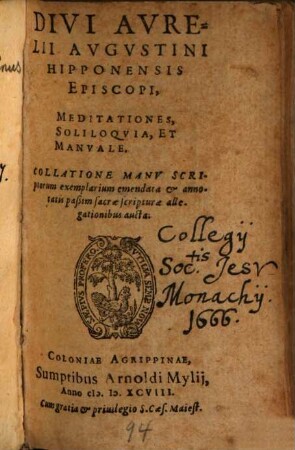 DIVI AVRE-
LII AVGVSTINI
HIPPONENSIS
EPISCOPI,
MEDITATIONES,
SOLILOQVIA, ET
MANVALE.
COLLATIONE MANV SCRI-
ptorum exemplarium emendata & anno-
tatis paßim sacræ scripturæ alle-
gationibus aucta.
Collegij
Soc.tis Jesv
Monachij.
1666.
COLONIAE AGRIPPINAE,
Sumptibus Arnoldi Mylij,
Anno cIɔ. Iɔ. XCVIII.
Cum gratia & priuilegio S. Cæs. Maiest.
94